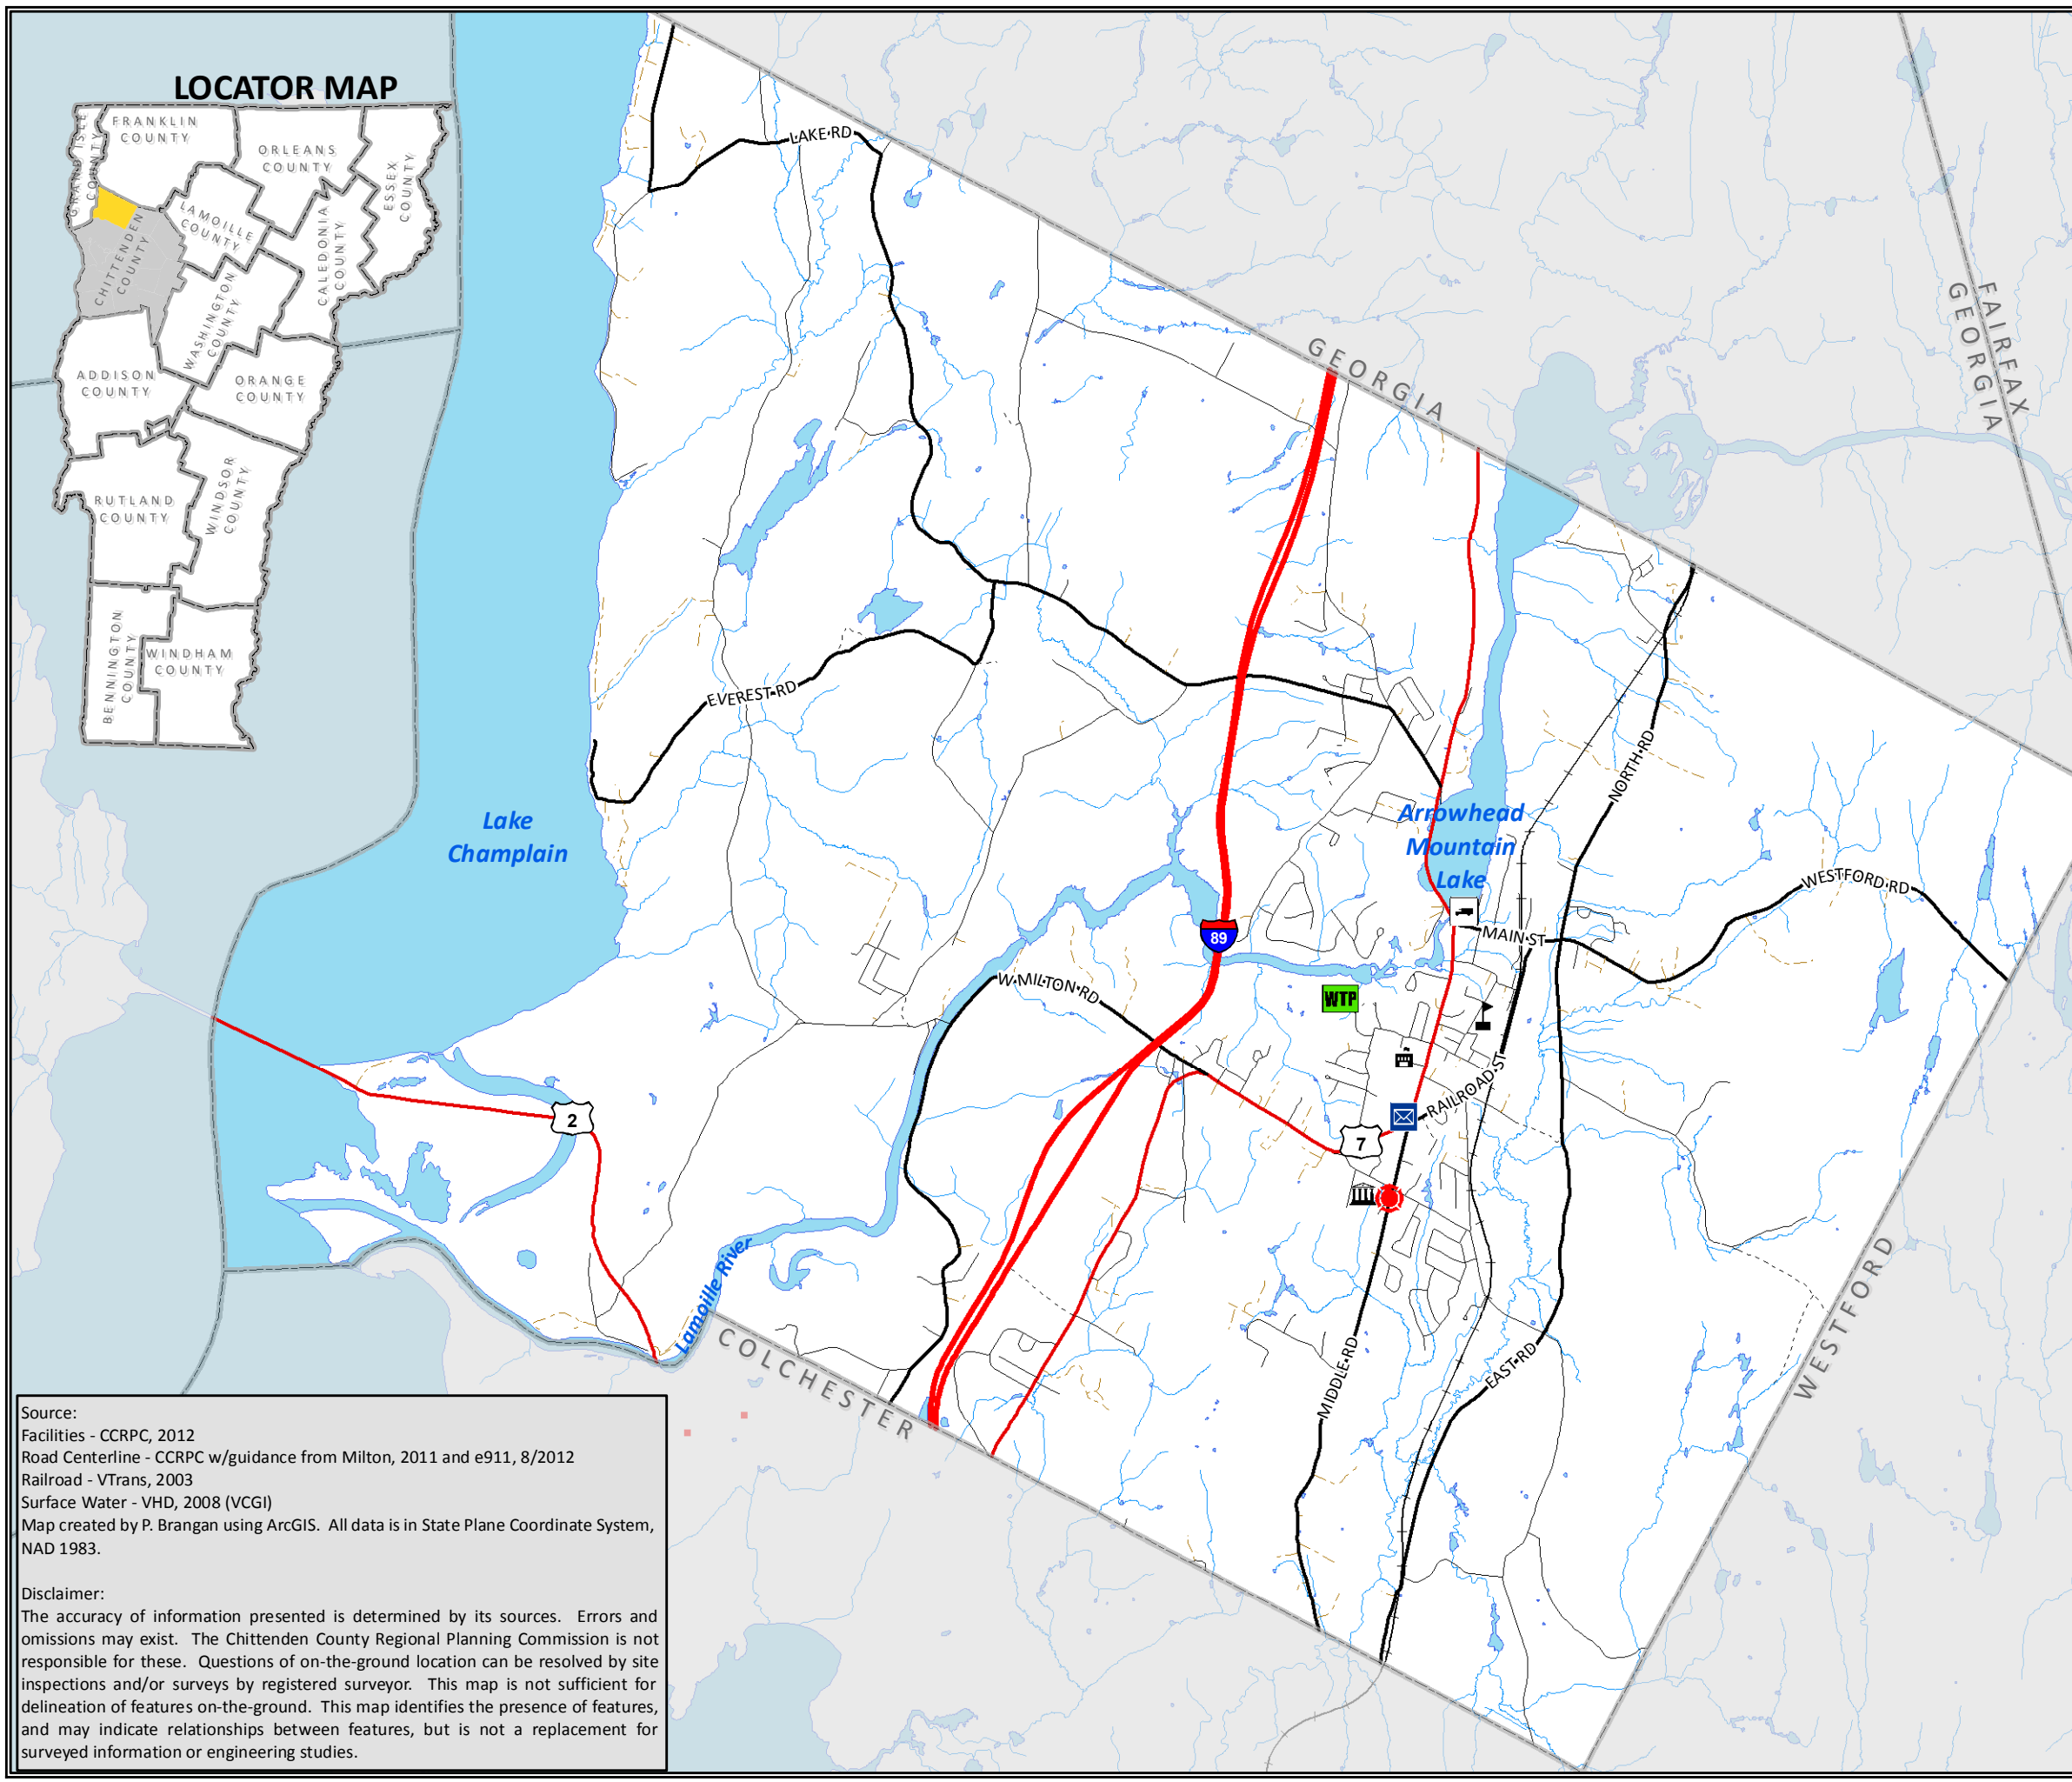 LOCATOR MAP
GRAND ISLE
COUNTY
FRANKLIN
COUNTY
ORLEANS
COUNTY
ESSEX
COUNTY
LAMOILLE
COUNTY
CALEDONIA
COUNTY
CHITTENDEN
COUNTY
WASHINGTON
COUNTY
ADDISON
COUNTY
ORANGE
COUNTY
RUTLAND
COUNTY
WINDSOR
COUNTY
BENNINGTON
COUNTY
WINDHAM
COUNTY
LAKE RD
GEORGIA
FAIRFAX
GEORGIA
EVEREST RD
NORTH RD
Lake
Champlain
Arrowhead
Mountain
Lake
WESTFORD RD
89
MAIN ST
W MILTON RD
WTP
RAILROAD ST
2
7
Lamoille River
COLCHESTER
MIDDLE RD
EAST RD
WESTFORD
Source:
Facilities - CCRPC, 2012
Road Centerline - CCRPC w/guidance from Milton, 2011 and e911, 8/2012
Railroad - VTrans, 2003
Surface Water - VHD, 2008 (VCGI)
Map created by P. Brangan using ArcGIS. All data is in State Plane Coordinate System,
NAD 1983.
Disclaimer:
The accuracy of information presented is determined by its sources. Errors and
omissions may exist. The Chittenden County Regional Planning Commission is not
responsible for these. Questions of on-the-ground location can be resolved by site
inspections and/or surveys by registered surveyor. This map is not sufficient for
delineation of features on-the-ground. This map identifies the presence of features,
and may indicate relationships between features, but is not a replacement for
surveyed information or engineering studies.